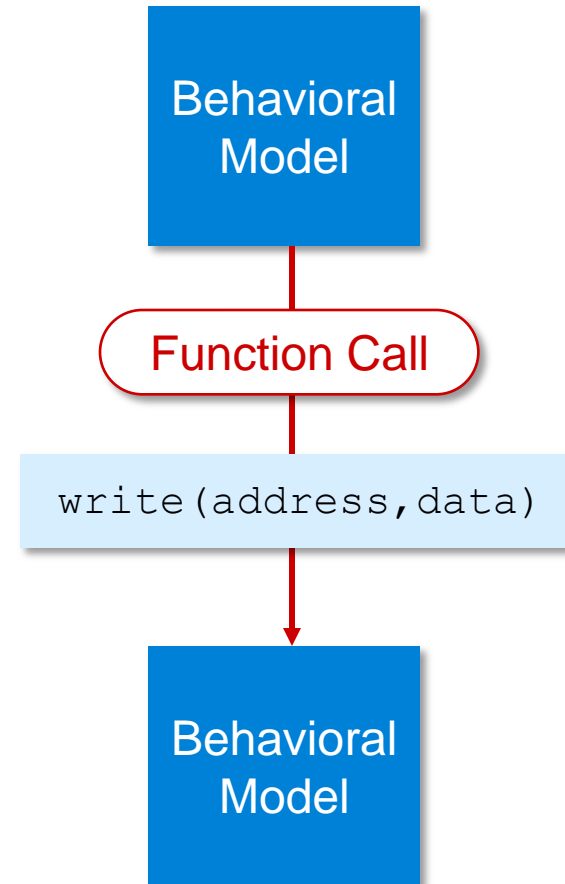 Behavioral
Model
Function Call
write(address,data)
Behavioral
Model